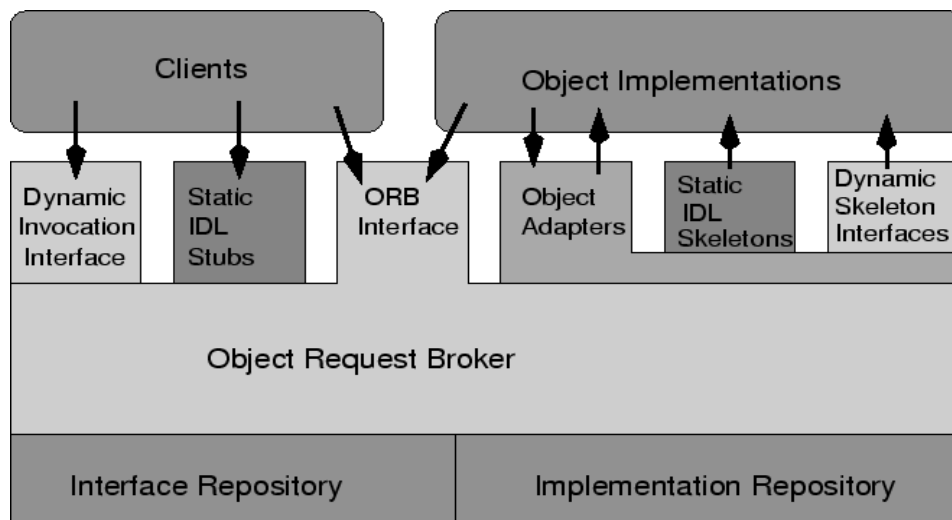 Clients
Object Implementations
Dynamic
Invocation
Interface
Static
IDL
Stubs
ORB
Interface
Object
Adapters
Static
IDL
Skeletons
Dynamic
Skeleton
Interfaces
Object Request Broker
Interface Repository
Implementation Repository